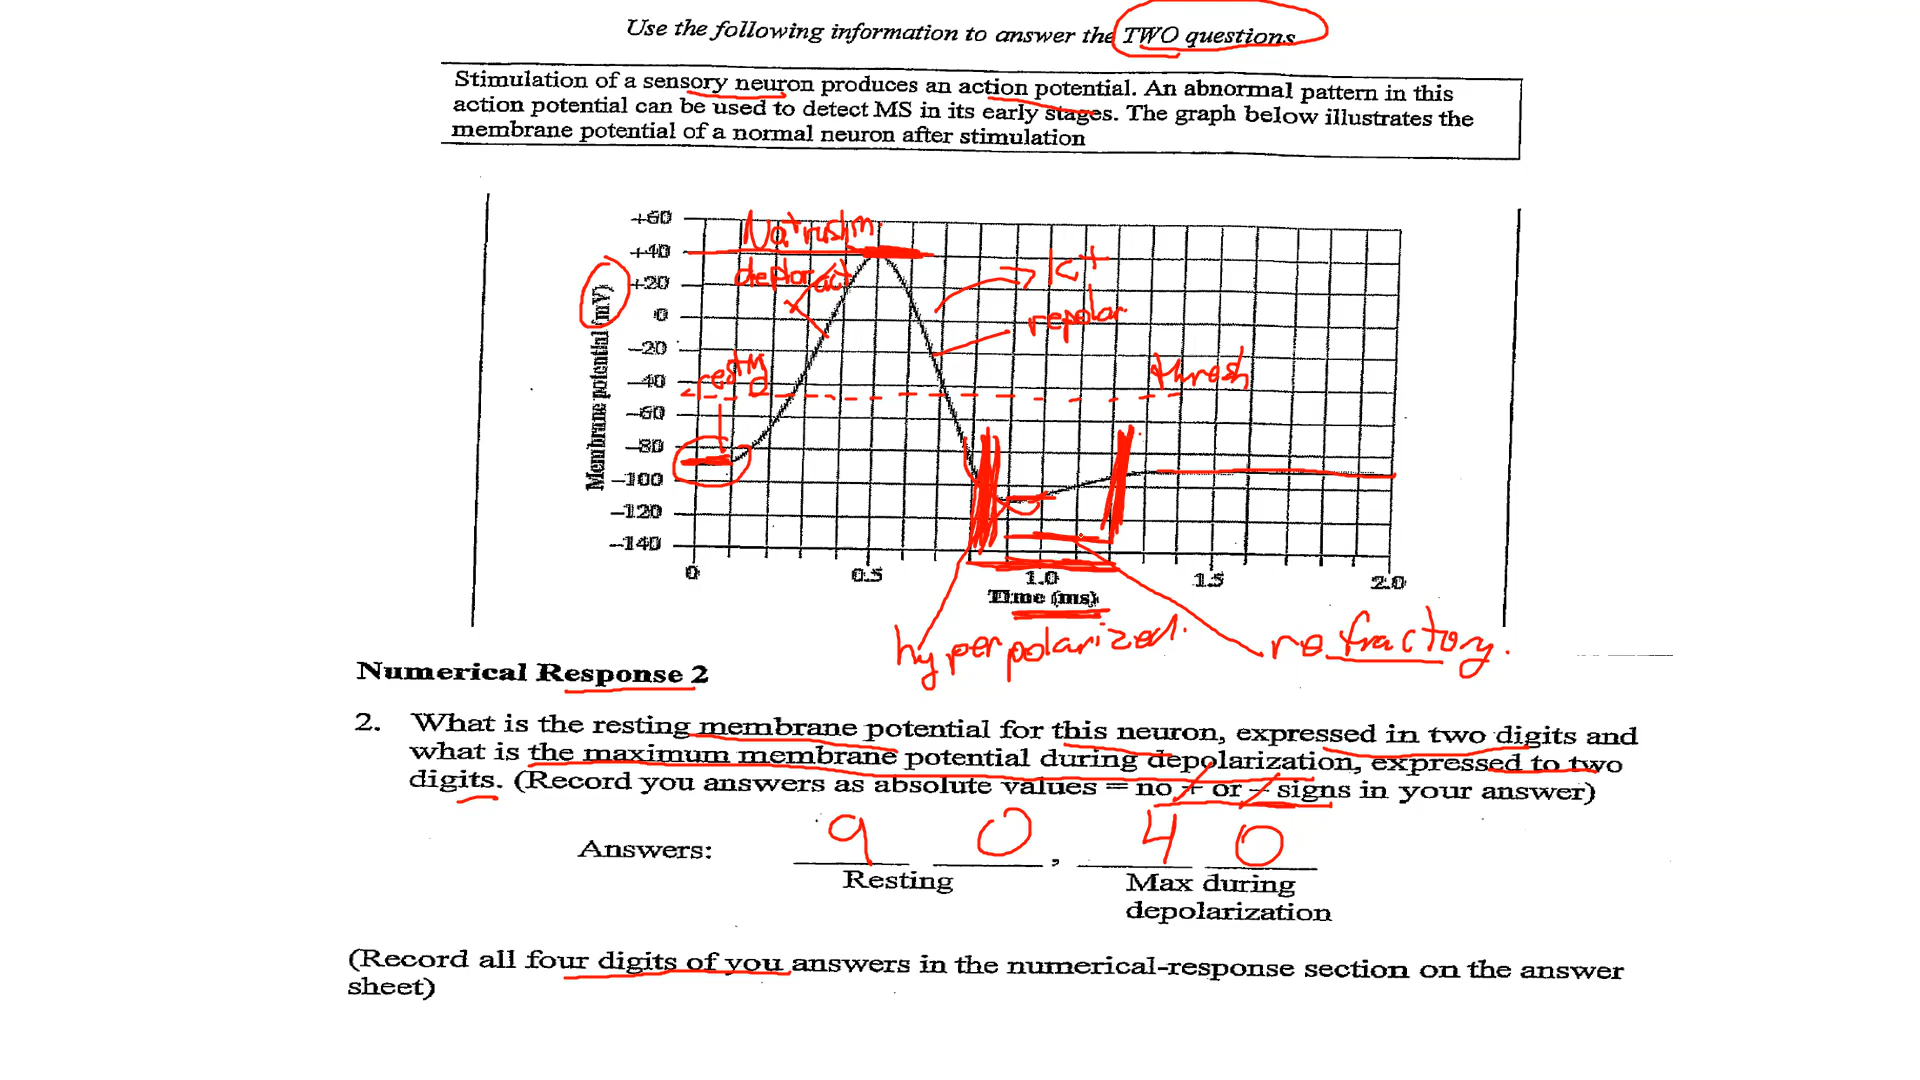 Use the following information to answer the TWO questions
Stimulation of a sensory neuron produces an action potential. An abnormal pattern in this
action potential can be used to detect MS in its early stages. The graph below illustrates the
membrane potential of a normal neuron after stimulation
Membrane potential (mV)
+60
+40
+20
0
−20
−40
−60
−80
−100
−120
−140
Na+ rush in
depolar
act
K+
repolar
resting
thresh
0
0.5
1.0
1.5
2.0
Time (ms)
hyperpolarized.
refractory.
Numerical Response 2
2. What is the resting membrane potential for this neuron, expressed in two digits and
what is the maximum membrane potential during depolarization, expressed to two
digits. (Record you answers as absolute values = no + or − signs in your answer)
9 0 , 4 0
Answers:
Resting
Max during
depolarization
(Record all four digits of you answers in the numerical-response section on the answer
sheet)